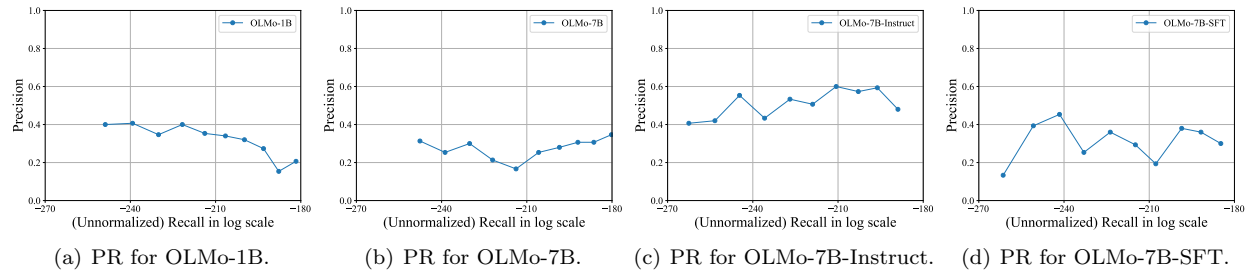 OLMo-1B
1.0
0.8
0.6
0.4
0.2
0.0
Precision
−270 −240 −210 −180
(Unnormalized) Recall in log scale
(a) PR for OLMo-1B.
OLMo-7B
1.0
0.8
0.6
0.4
0.2
0.0
Precision
−270 −240 −210 −180
(Unnormalized) Recall in log scale
(b) PR for OLMo-7B.
OLMo-7B-Instruct
1.0
0.8
0.6
0.4
0.2
0.0
Precision
−270 −240 −210 −180
(Unnormalized) Recall in log scale
(c) PR for OLMo-7B-Instruct.
OLMo-7B-SFT
1.0
0.8
0.6
0.4
0.2
0.0
Precision
−270 −240 −210 −180
(Unnormalized) Recall in log scale
(d) PR for OLMo-7B-SFT.